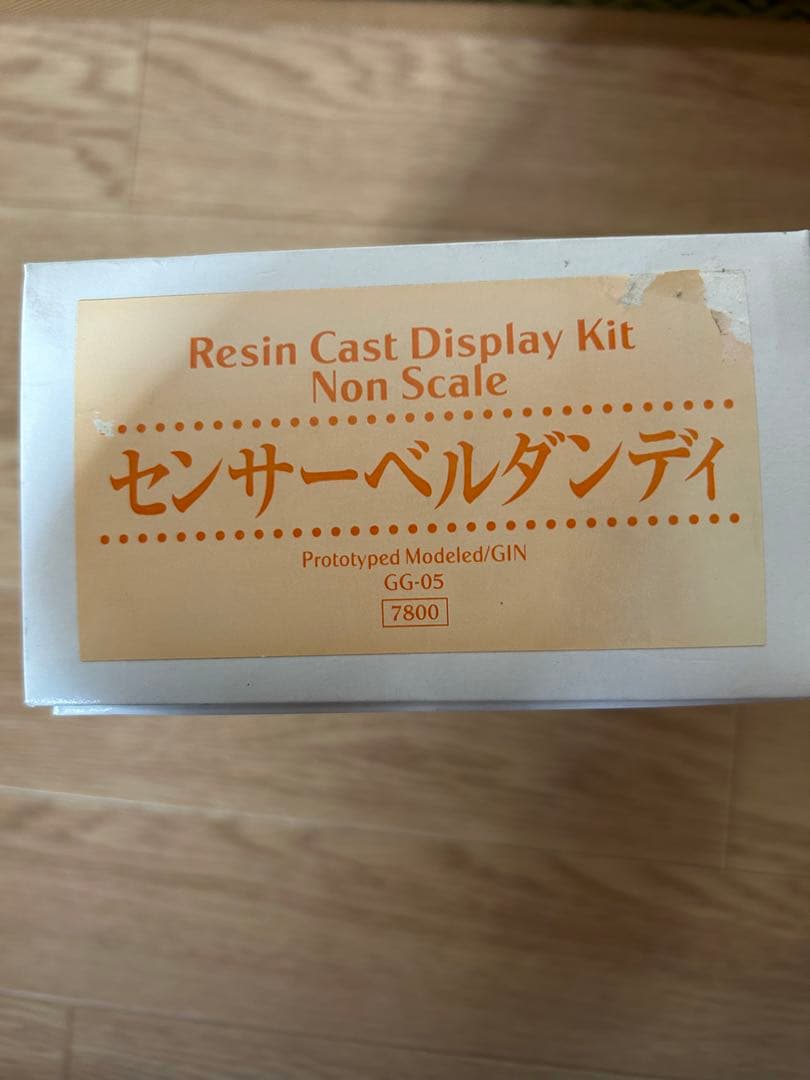 Resin Cast Display Kit
Non Scale
センサーベルダンディ
Prototyped Modeled/GIN
GG-05
7800